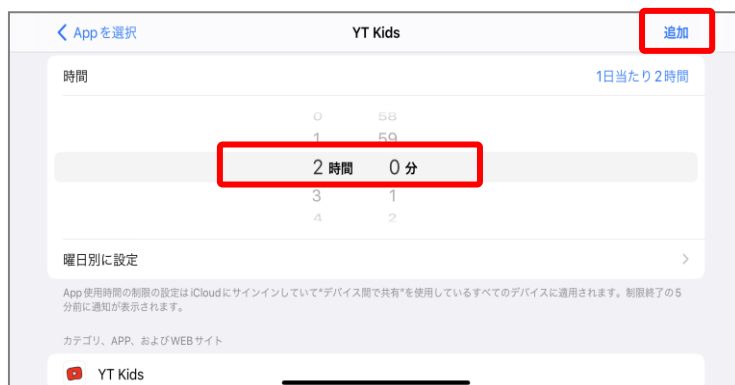 Appを選択 YT Kids 追加
時間 1日当たり2時間
0 58
1 59
2 時間 0 分
3 1
4 2
曜日別に設定
App使用時間の制限の設定はiCloudにサインインしていて"デバイス間で共有"を使用しているすべてのデバイスに適用されます。制限終了の5
分前に通知が表示されます。
カテゴリ、APP、およびWEBサイト
YT Kids